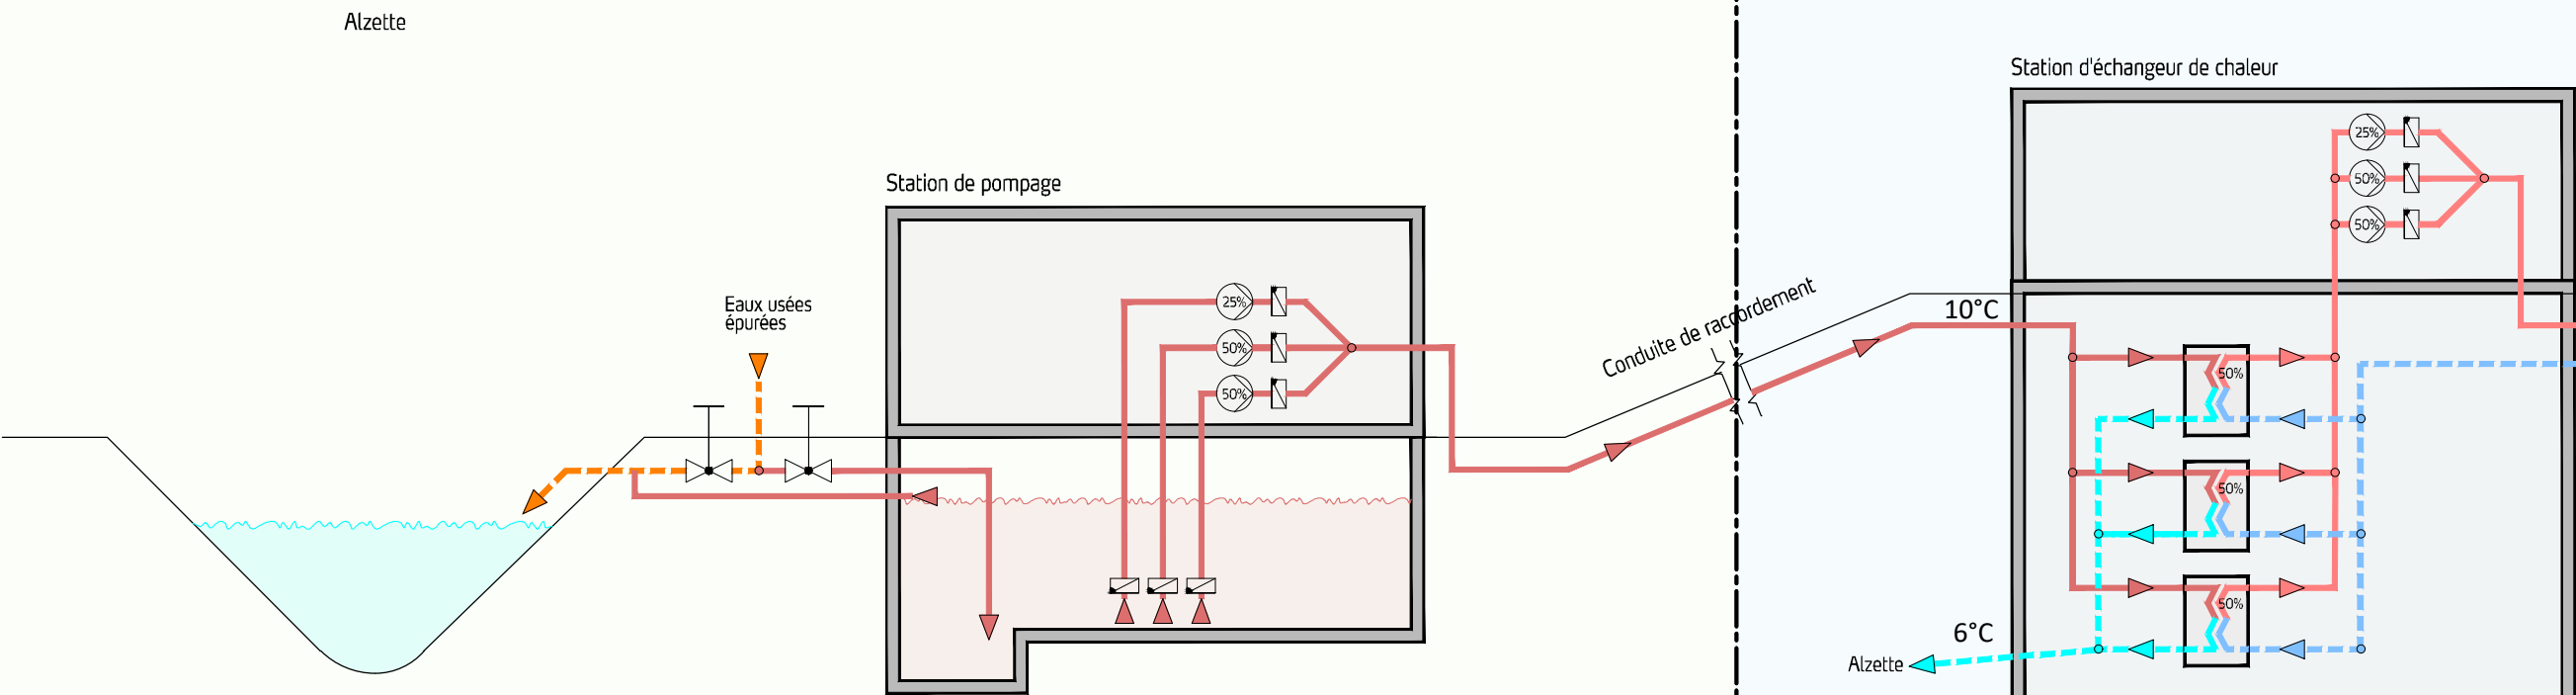 Alzette
Station d'échangeur de chaleur
25%
50%
50%
Station de pompage
Eaux usées
épurées
25%
50%
50%
Conduite de raccordement
10°C
50%
50%
50%
6°C
Alzette